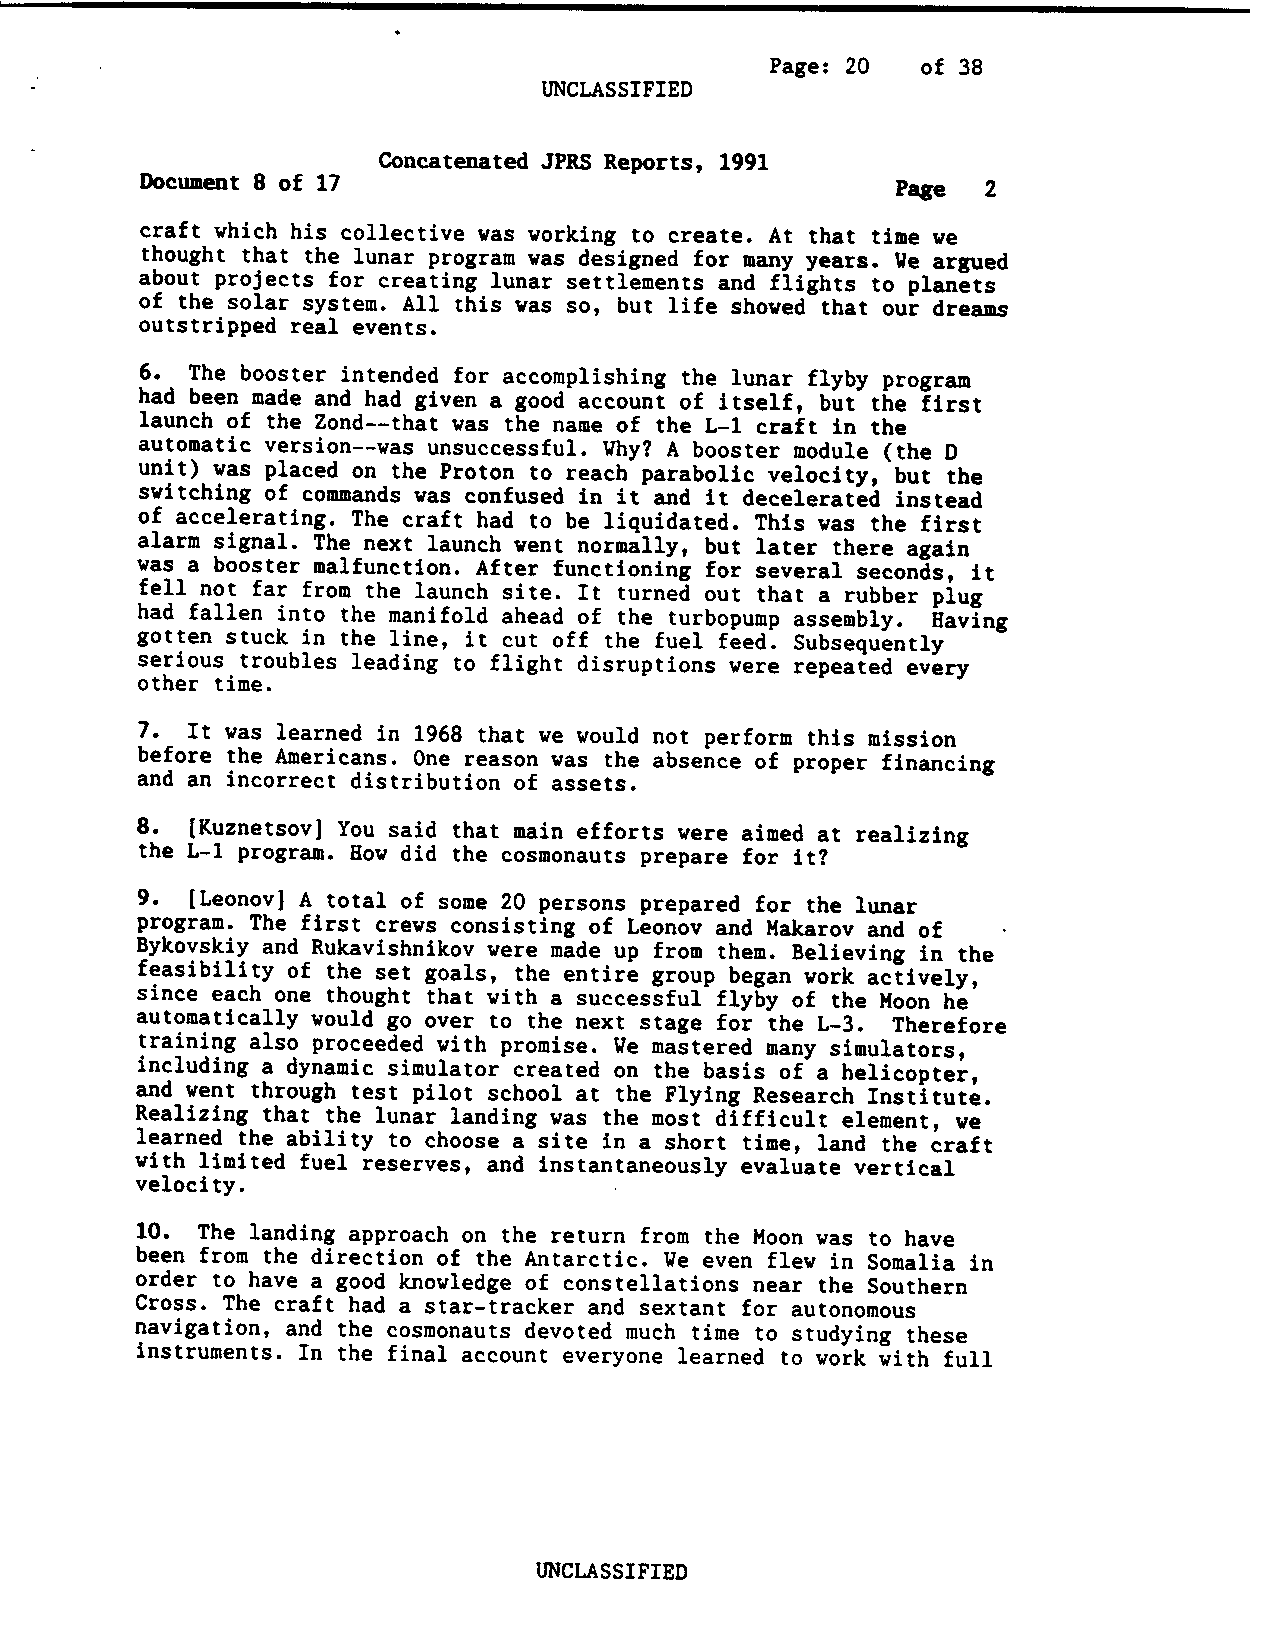 Page: 20 of 38
UNCLASSIFIED
Concatenated JPRS Reports, 1991
Document 8 of 17
Page 2
craft which his collective was working to create. At that time we
thought that the lunar program was designed for many years. We argued
about projects for creating lunar settlements and flights to planets
of the solar system. All this was so, but life showed that our dreams
outstripped real events.
6. The booster intended for accomplishing the lunar flyby program
had been made and had given a good account of itself, but the first
launch of the Zond--that was the name of the L-1 craft in the
automatic version--was unsuccessful. Why? A booster module (the D
unit) was placed on the Proton to reach parabolic velocity, but the
switching of commands was confused in it and it decelerated instead
of accelerating. The craft had to be liquidated. This was the first
alarm signal. The next launch went normally, but later there again
was a booster malfunction. After functioning for several seconds, it
fell not far from the launch site. It turned out that a rubber plug
had fallen into the manifold ahead of the turbopump assembly. Having
gotten stuck in the line, it cut off the fuel feed. Subsequently
serious troubles leading to flight disruptions were repeated every
other time.
7. It was learned in 1968 that we would not perform this mission
before the Americans. One reason was the absence of proper financing
and an incorrect distribution of assets.
8. [Kuznetsov] You said that main efforts were aimed at realizing
the L-1 program. How did the cosmonauts prepare for it?
9. [Leonov] A total of some 20 persons prepared for the lunar
program. The first crews consisting of Leonov and Makarov and of
Bykovskiy and Rukavishnikov were made up from them. Believing in the
feasibility of the set goals, the entire group began work actively,
since each one thought that with a successful flyby of the Moon he
automatically would go over to the next stage for the L-3. Therefore
training also proceeded with promise. We mastered many simulators,
including a dynamic simulator created on the basis of a helicopter,
and went through test pilot school at the Flying Research Institute.
Realizing that the lunar landing was the most difficult element, we
learned the ability to choose a site in a short time, land the craft
with limited fuel reserves, and instantaneously evaluate vertical
velocity.
10. The landing approach on the return from the Moon was to have
been from the direction of the Antarctic. We even flew in Somalia in
order to have a good knowledge of constellations near the Southern
Cross. The craft had a star-tracker and sextant for autonomous
navigation, and the cosmonauts devoted much time to studying these
instruments. In the final account everyone learned to work with full
UNCLASSIFIED